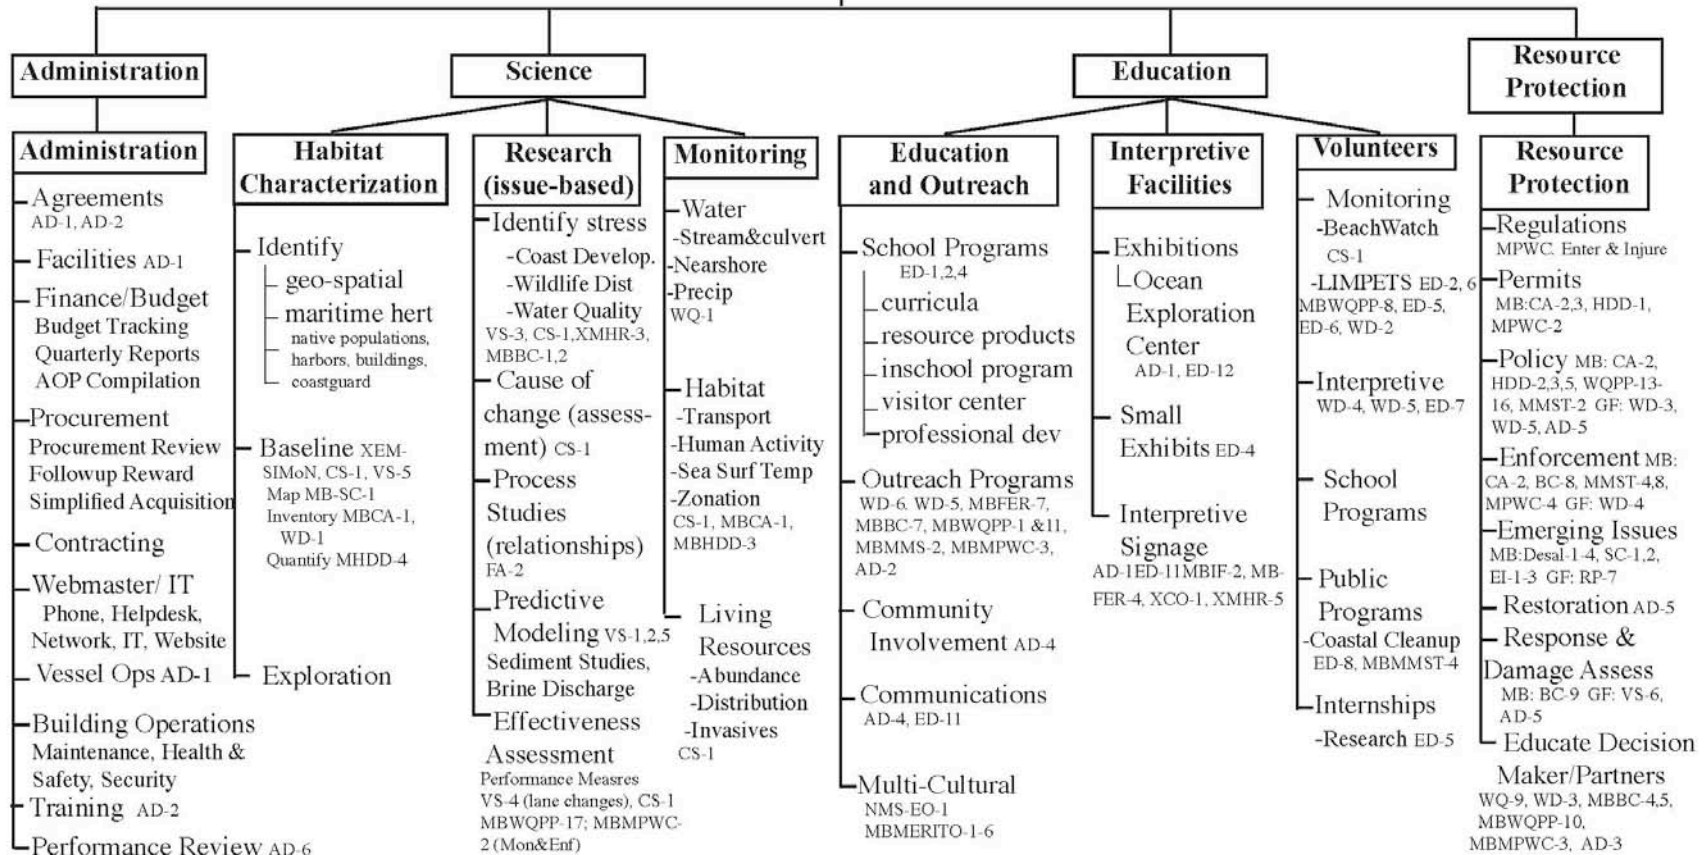 Administration
Science
Education
Resource
Protection
Administration
Agreements
AD-1, AD-2
Facilities AD-1
Finance/Budget
Budget Tracking
Quarterly Reports
AOP Compilation
Procurement
Procurement Review
Followup Reward
Simplified Acquisition
Contracting
Webmaster/ IT
Phone, Helpdesk,
Network, IT, Website
Vessel Ops AD-1
Building Operations
Maintenance, Health &
Safety, Security
Training AD-2
Performance Review AD-6
Habitat
Characterization
Identify
geo-spatial
maritime hert
native populations,
harbors, buildings,
coastguard
Baseline XEM-
SIMoN, CS-1, VS-5
Map MB-SC-1
Inventory MBCA-1,
WD-1
Quantify MHDD-4
Exploration
Research
(issue-based)
Identify stress
-Coast Develop.
-Wildlife Dist
-Water Quality
VS-3, CS-1,XMHR-3,
MBBC-1,2
Cause of
change (assess-
ment) CS-1
Process
Studies
(relationships)
FA-2
Predictive
Modeling VS-1,2,5
Sediment Studies,
Brine Discharge
Effectiveness
Assessment
Performance Measres
VS-4 (lane changes), CS-1
MBWQPP-17; MBMPWC-
2 (Mon&Enf)
Monitoring
Water
-Stream&culvert
-Nearshore
-Precip
WQ-1
Habitat
-Transport
-Human Activity
-Sea Surf Temp
-Zonation
CS-1, MBCA-1,
MBHDD-3
Living
Resources
-Abundance
-Distribution
-Invasives
CS-1
Education
and Outreach
School Programs
ED-1,2,4
curricula
resource products
inschool program
visitor center
professional dev
Outreach Programs
WD-6. WD-5, MBFER-7,
MBBC-7, MBWQPP-1 &11,
MBMMS-2, MBMPWC-3,
AD-2
Community
Involvement AD-4
Communications
AD-4, ED-11
Multi-Cultural
NMS-EO-1
MBMERITO-1-6
Interpretive
Facilities
Exhibitions
Ocean
Exploration
Center
AD-1, ED-12
Small
Exhibits ED-4
Interpretive
Signage
AD-1ED-11MBIF-2, MB-
FER-4, XCO-1, XMHR-5
Volunteers
Monitoring
-BeachWatch
CS-1
-LIMPETS ED-2, 6
MBWQPP-8, ED-5,
ED-6, WD-2
Interpretive
WD-4, WD-5, ED-7
School
Programs
Public
Programs
-Coastal Cleanup
ED-8, MBMMST-4
Internships
-Research ED-5
Resource
Protection
Regulations
MPWC. Enter & Injure
Permits
MB:CA-2,3, HDD-1,
MPWC-2
Policy MB: CA-2,
HDD-2,3,5, WQPP-13-
16, MMST-2 GF: WD-3,
WD-5, AD-5
Enforcement MB:
CA-2, BC-8, MMST-4,8,
MPWC-4 GF: WD-4
Emerging Issues
MB:Desal-1-4, SC-1,2,
EI-1-3 GF: RP-7
Restoration AD-5
Response &
Damage Assess
MB: BC-9 GF: VS-6,
AD-5
Educate Decision
Maker/Partners
WQ-9, WD-3, MBBC-4,5,
MBWQPP-10,
MBMPWC-3, AD-3